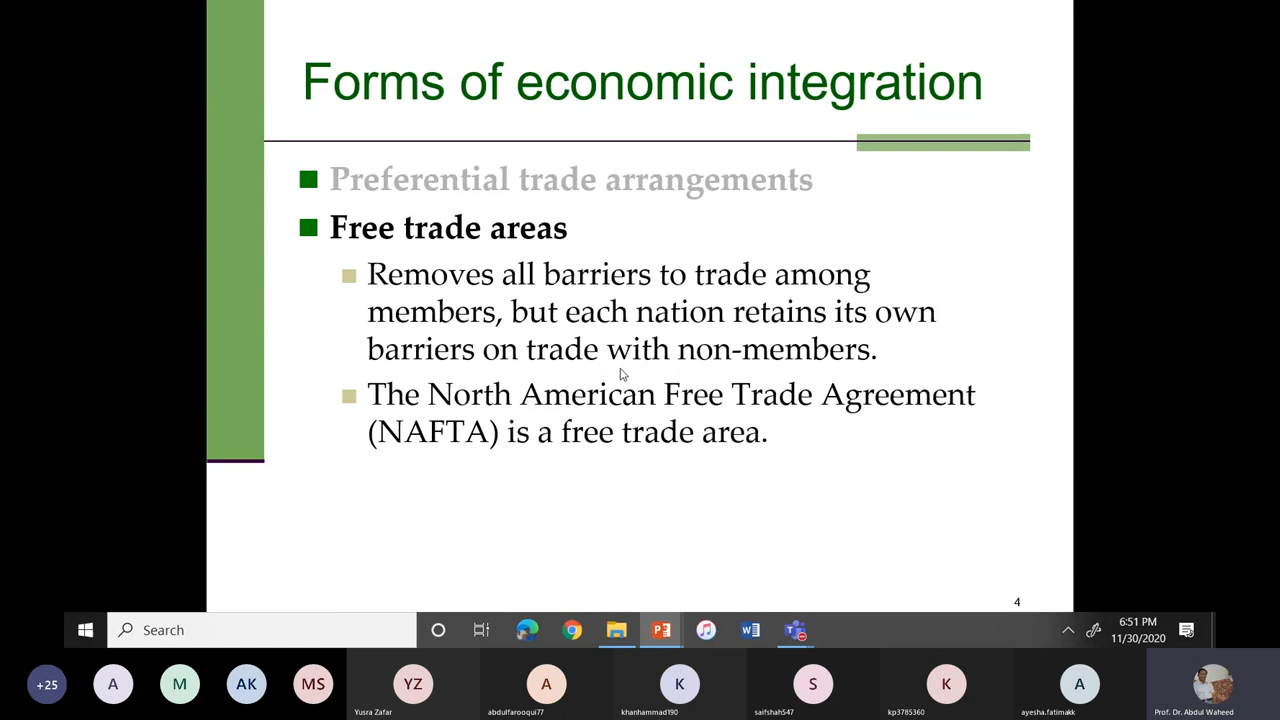 Forms of economic integration
Preferential trade arrangements
Free trade areas
Removes all barriers to trade among
members, but each nation retains its own
barriers on trade with non-members.
The North American Free Trade Agreement
(NAFTA) is a free trade area.
4
Search
6:51 PM
11/30/2020
+25
A
M
AK
MS
YZ
A
K
S
K
A
Yusra Zafar
abdulfarooqui77
khanhammad190
saifshah547
kp3785360
ayesha.fatimakk
Prof. Dr. Abdul Waheed